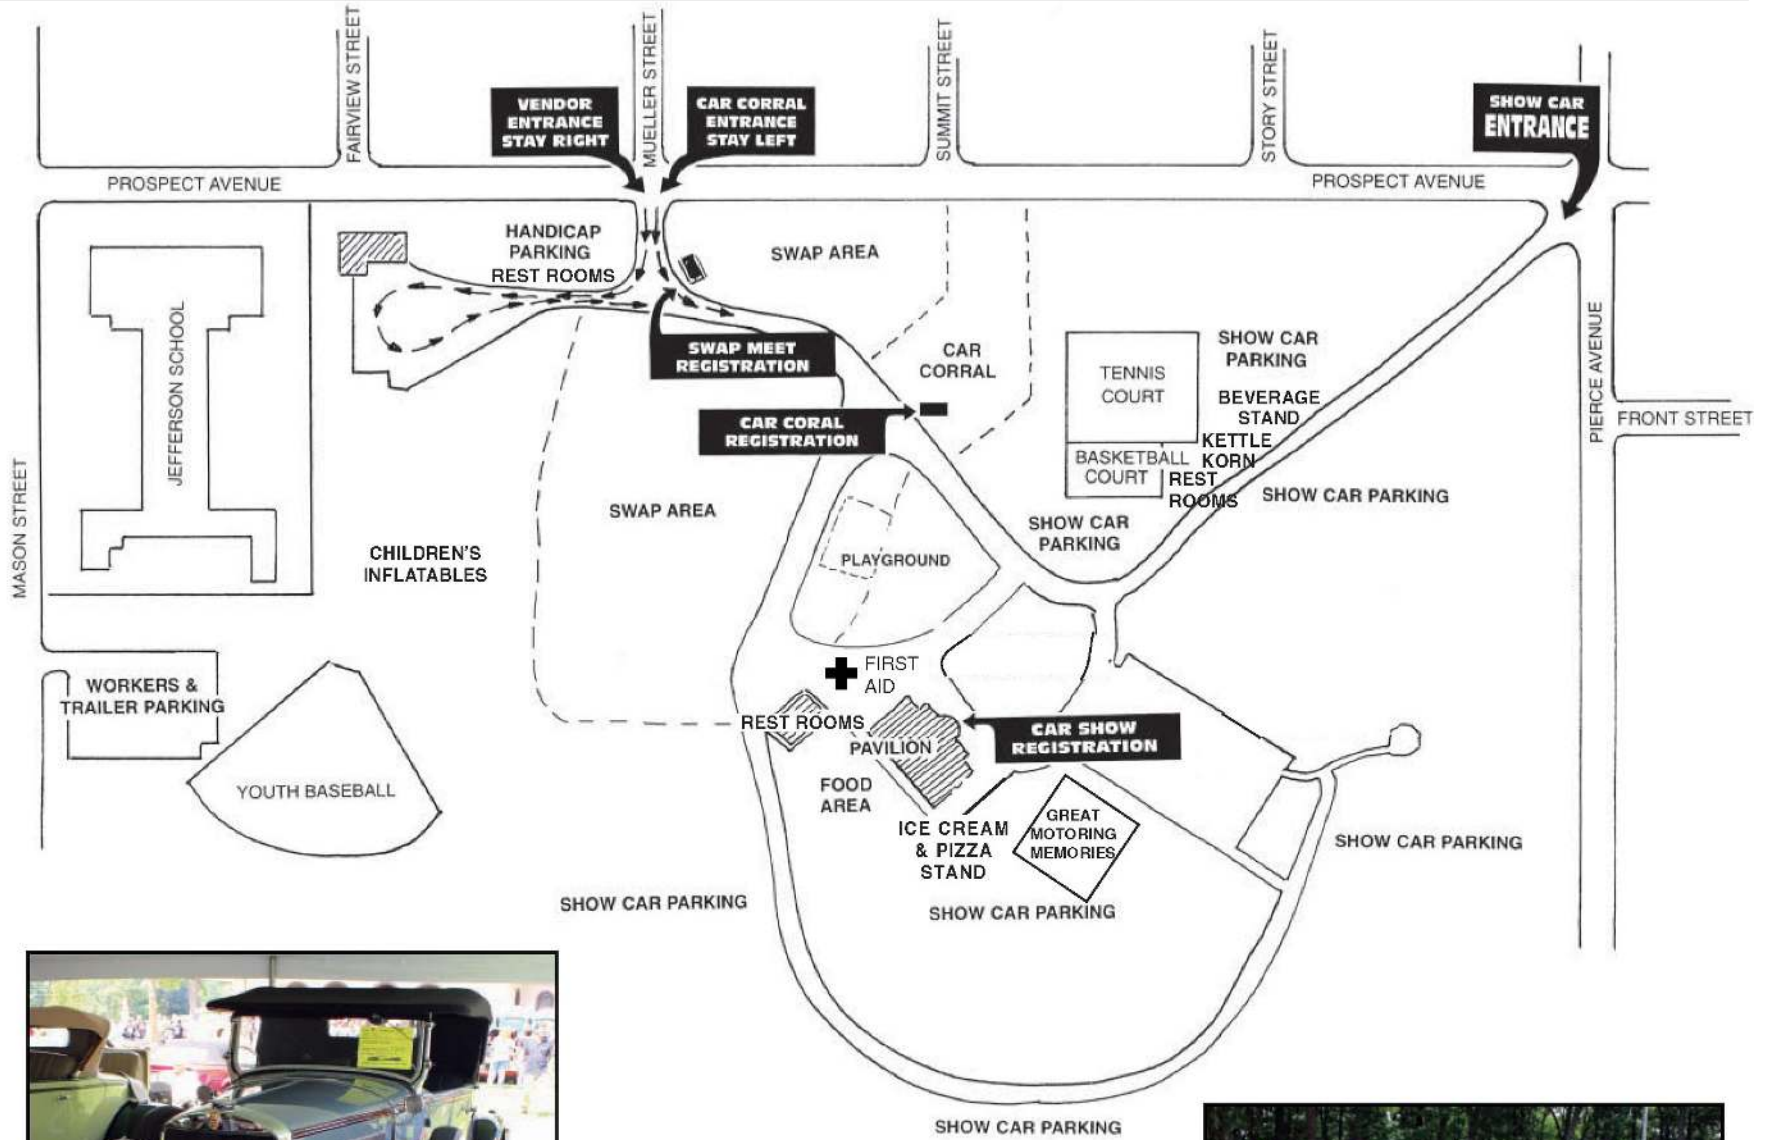 FAIRVIEW STREET
MUELLER STREET
SUMMIT STREET
STORY STREET
VENDOR
ENTRANCE
STAY RIGHT
CAR CORRAL
ENTRANCE
STAY LEFT
SHOW CAR
ENTRANCE
PROSPECT AVENUE
PROSPECT AVENUE
HANDICAP
PARKING
REST ROOMS
SWAP AREA
JEFFERSON SCHOOL
SWAP MEET
REGISTRATION
CAR
CORRAL
TENNIS
COURT
SHOW CAR
PARKING
BEVERAGE
STAND
KETTLE
KORN
PIERCE AVENUE
FRONT STREET
CAR CORAL
REGISTRATION
BASKETBALL
COURT
REST
ROOMS
SHOW CAR PARKING
MASON STREET
SWAP AREA
SHOW CAR
PARKING
CHILDREN'S
INFLATABLES
PLAYGROUND
FIRST
AID
WORKERS &
TRAILER PARKING
REST ROOMS
PAVILION
CAR SHOW
REGISTRATION
YOUTH BASEBALL
FOOD
AREA
ICE CREAM
& PIZZA
STAND
GREAT
MOTORING
MEMORIES
SHOW CAR PARKING
SHOW CAR PARKING
SHOW CAR PARKING
SHOW CAR PARKING